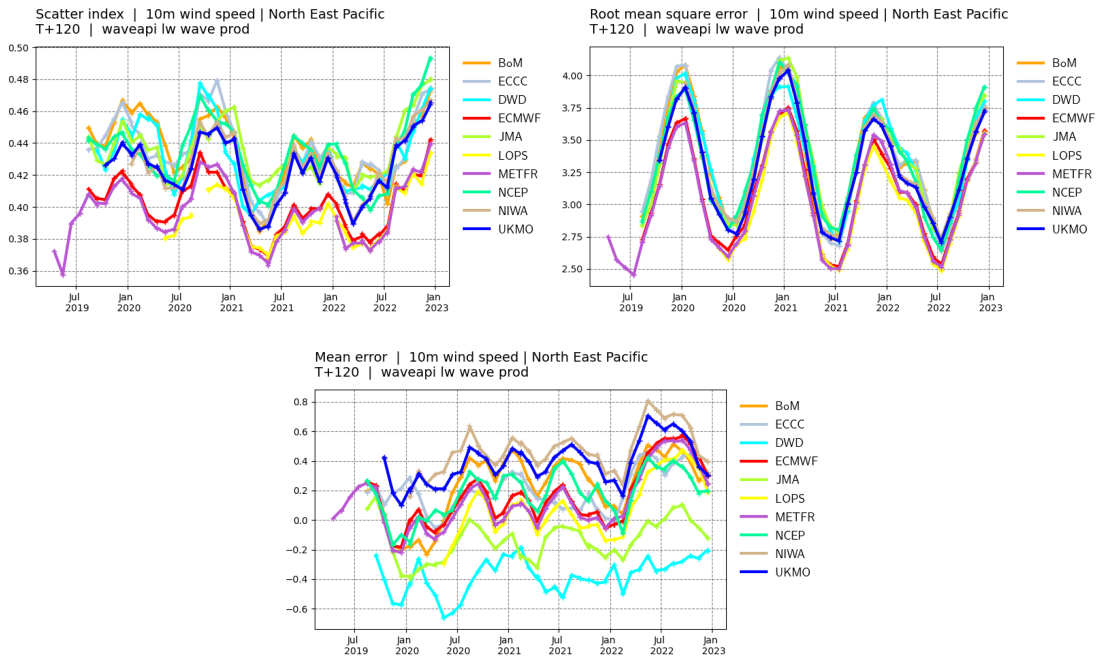 Scatter index | 10m wind speed | North East Pacific
T+120 | waveapi lw wave prod
0.50
0.48
0.46
0.44
0.42
0.40
0.38
0.36
Jul
2019
Jan
2020
Jul
2020
Jan
2021
Jul
2021
Jan
2022
Jul
2022
Jan
2023
BoM
ECCC
DWD
ECMWF
JMA
LOPS
METFR
NCEP
NIWA
UKMO
Root mean square error | 10m wind speed | North East Pacific
T+120 | waveapi lw wave prod
4.00
3.75
3.50
3.25
3.00
2.75
2.50
Jul
2019
Jan
2020
Jul
2020
Jan
2021
Jul
2021
Jan
2022
Jul
2022
Jan
2023
BoM
ECCC
DWD
ECMWF
JMA
LOPS
METFR
NCEP
NIWA
UKMO
Mean error | 10m wind speed | North East Pacific
T+120 | waveapi lw wave prod
0.8
0.6
0.4
0.2
0.0
−0.2
−0.4
−0.6
Jul
2019
Jan
2020
Jul
2020
Jan
2021
Jul
2021
Jan
2022
Jul
2022
Jan
2023
BoM
ECCC
DWD
ECMWF
JMA
LOPS
METFR
NCEP
NIWA
UKMO